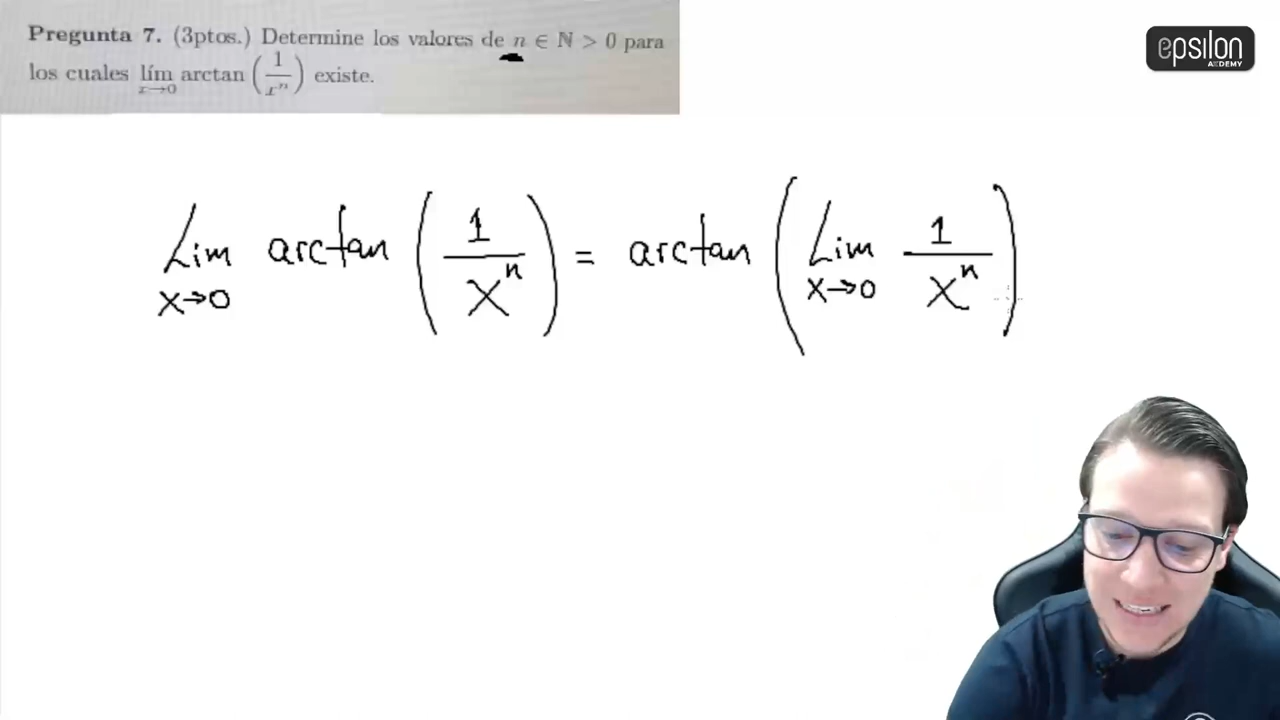 Pregunta 7. (3ptos.) Determine los valores de n ∈ ℕ > 0 para
los cuales lím x→0 arctan (1/xⁿ) existe.
epsilon
ACADEMY
Lim x→0 arctan (1/xⁿ) = arctan (Lim x→0 1/xⁿ)